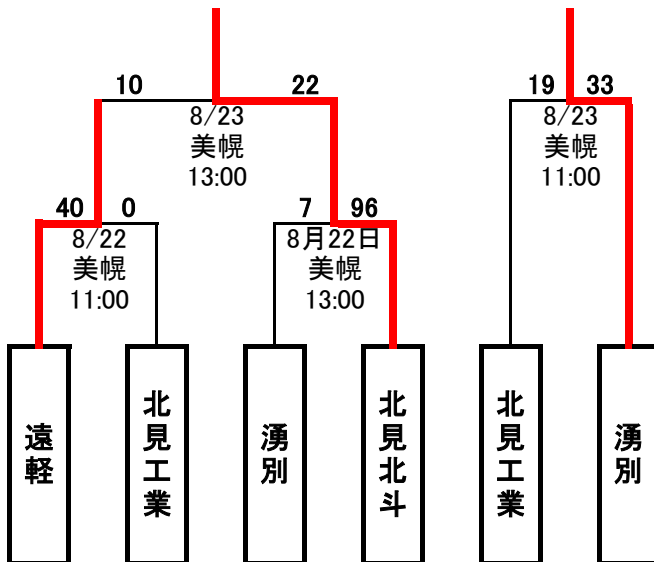 10 22
8/23
美幌
13:00
19 33
8/23
美幌
11:00
40 0
8/22
美幌
11:00
7 96
8月22日
美幌
13:00
遠軽
北見工業
湧別
北見北斗
北見工業
湧別